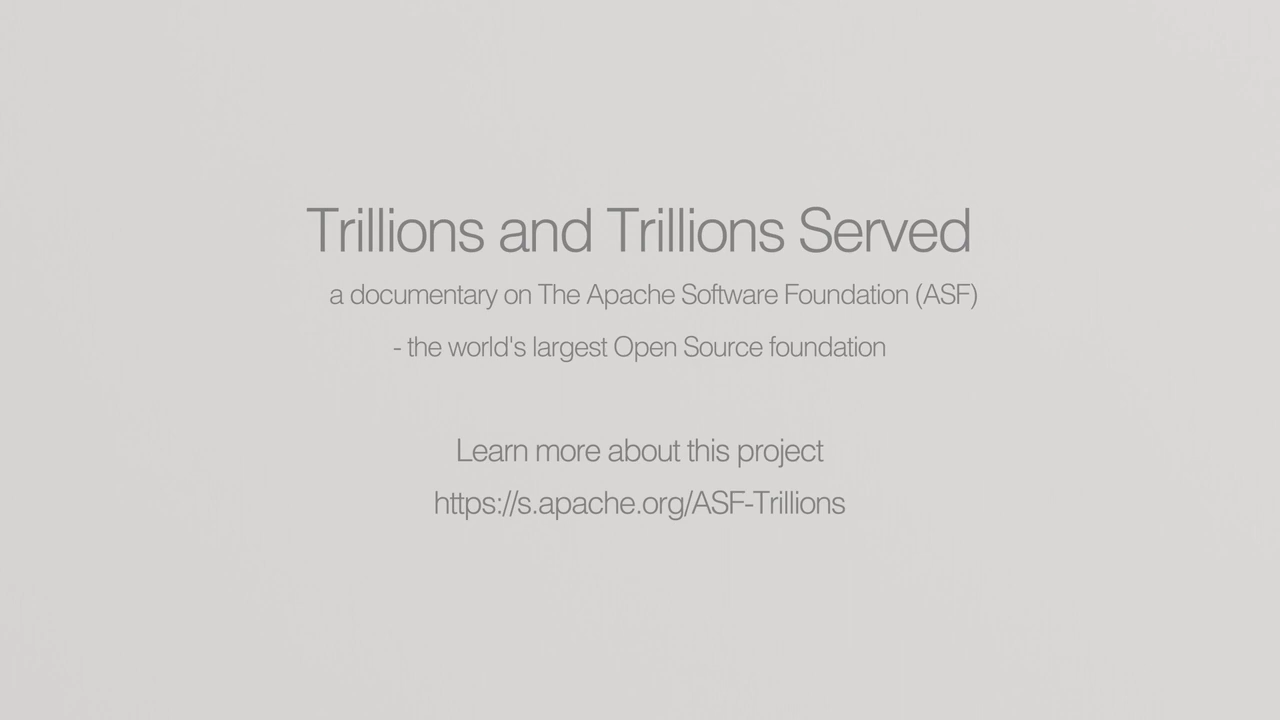 Trillions and Trillions Served
a documentary on The Apache Software Foundation (ASF)
- the world's largest Open Source foundation
Learn more about this project
https://s.apache.org/ASF-Trillions